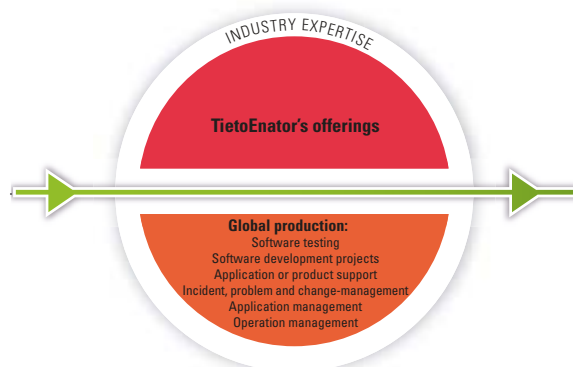 INDUSTRY EXPERTISE
TietoEnator's offerings
Global production:
Software testing
Software development projects
Application or product support
Incident, problem and change-management
Application management
Operation management